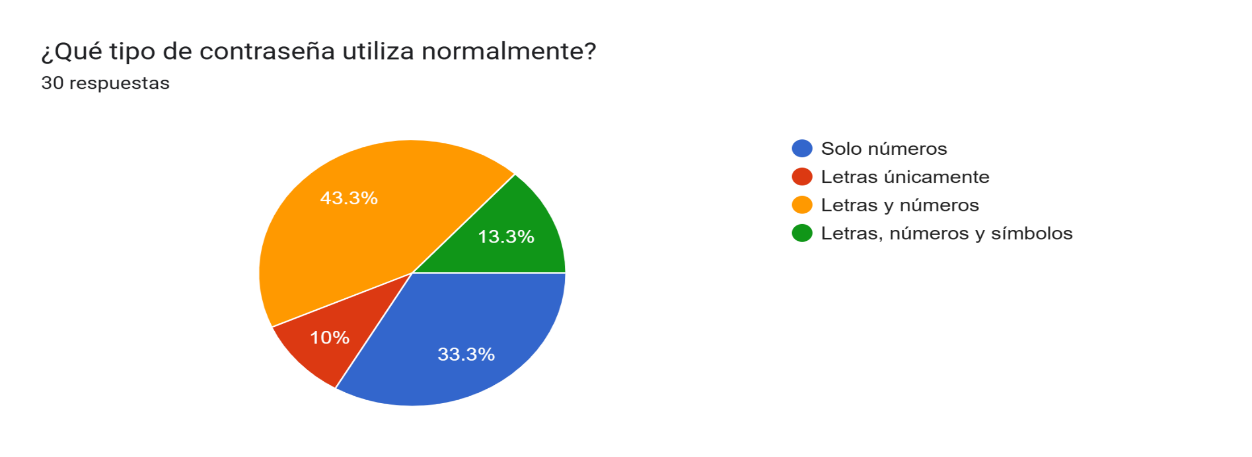 ¿Qué tipo de contraseña utiliza normalmente?
30 respuestas
43.3%
13.3%
10%
33.3%
Solo números
Letras únicamente
Letras y números
Letras, números y símbolos